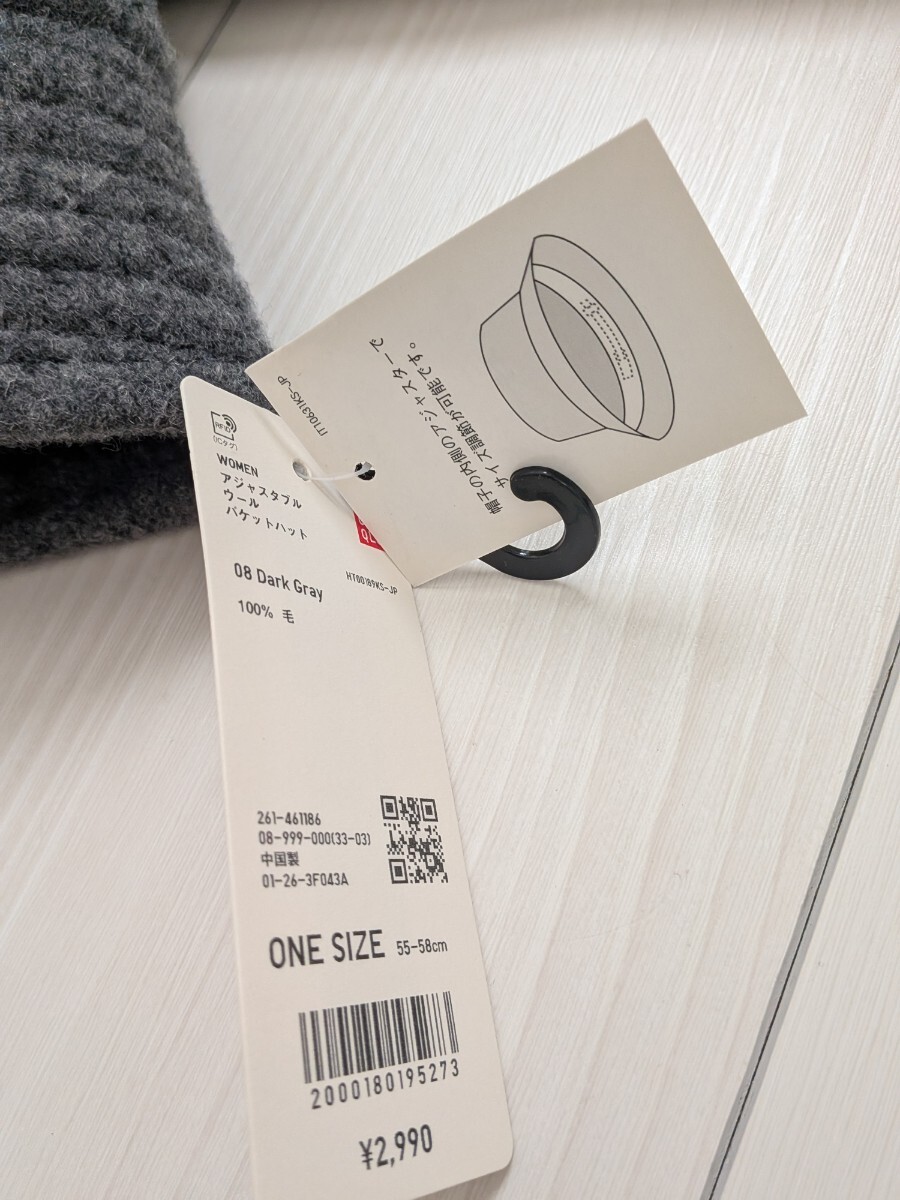 IT10631KS-JP
帽子の内側のアジャスターで
サイズ調節が可能です。
RFID
(ICタグ)
WOMEN
アジャスタブル
ウール
バケットハット
08 Dark Gray
HT00189KS-JP
100% 毛
261-461186
08-999-000(33-03)
中国製
01-26-3F043A
ONE SIZE 55-58cm
2000180195273
¥2,990